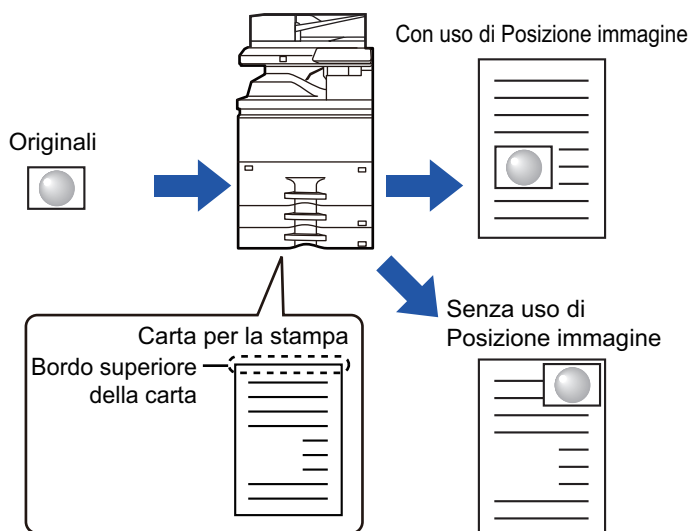 Con uso di Posizione immagine
Originali
Senza uso di
Posizione immagine
Carta per la stampa
Bordo superiore
della carta